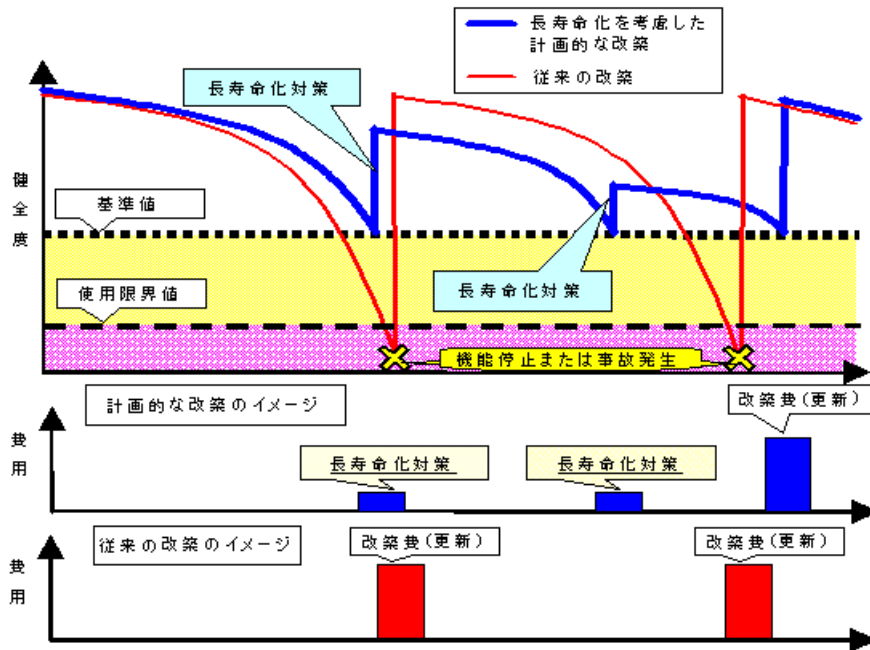 長寿命化を考慮した
計画的な改築
従来の改築
長寿命化対策
健全度
基準値
使用限界値
長寿命化対策
機能停止または事故発生
計画的な改築のイメージ
改築費(更新)
費用
長寿命化対策
長寿命化対策
従来の改築のイメージ
改築費(更新)
改築費(更新)
費用